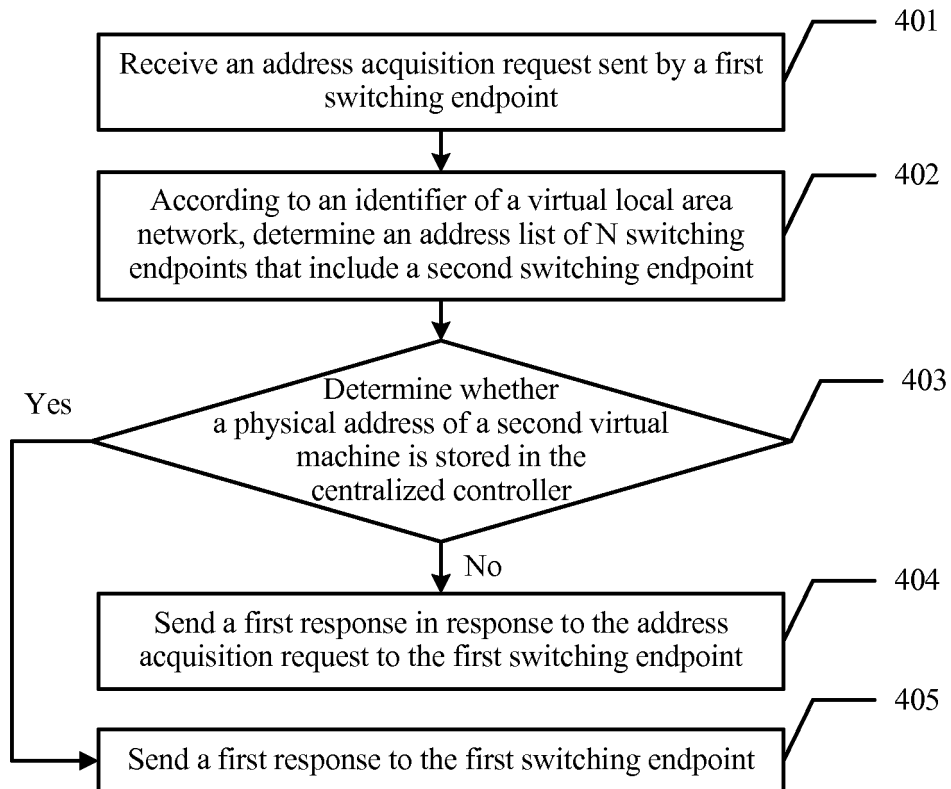 401
Receive an address acquisition request sent by a first
switching endpoint
402
According to an identifier of a virtual local area
network, determine an address list of N switching
endpoints that include a second switching endpoint
403
Yes
Determine whether
a physical address of a second virtual
machine is stored in the
centralized controller
No
404
Send a first response in response to the address
acquisition request to the first switching endpoint
405
Send a first response to the first switching endpoint